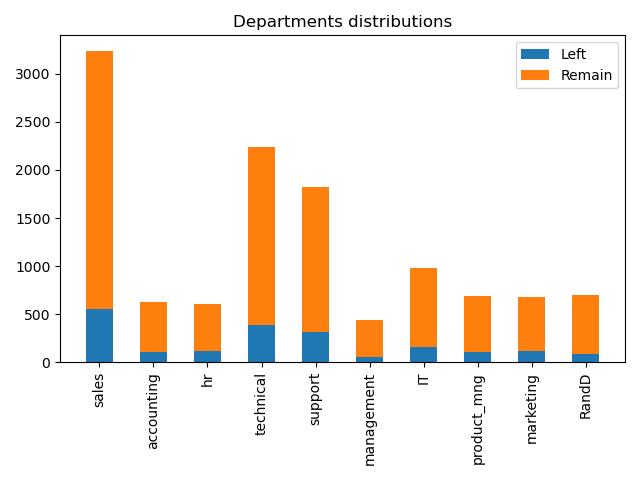 Departments distributions
Left
Remain
3000
2500
2000
1500
1000
500
0
sales
accounting
hr
technical
support
management
IT
product_mng
marketing
RandD